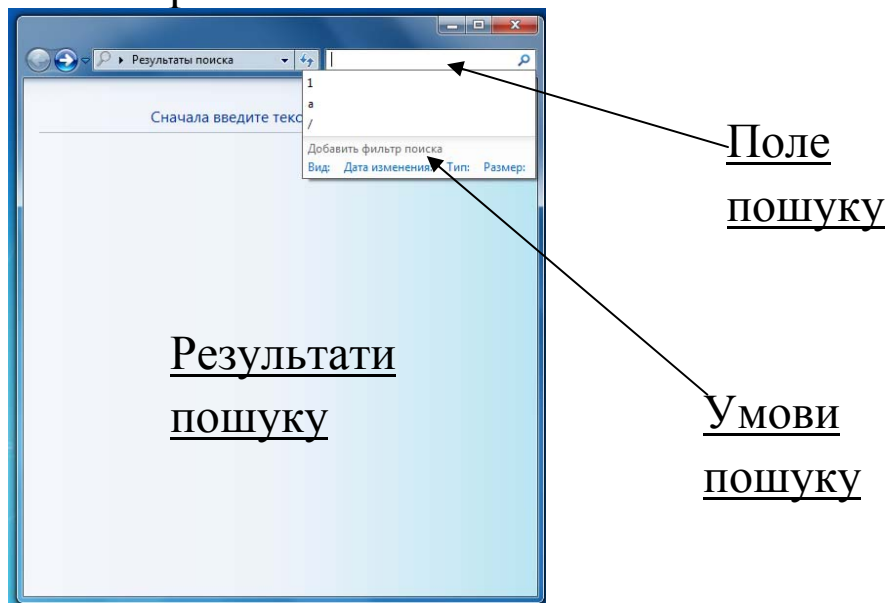 Результаты поиска
1
а
/
Сначала введите текс
Добавить фильтр поиска
Вид: Дата изменения: Тип: Размер:
Поле
пошуку
Результати
пошуку
Умови
пошуку